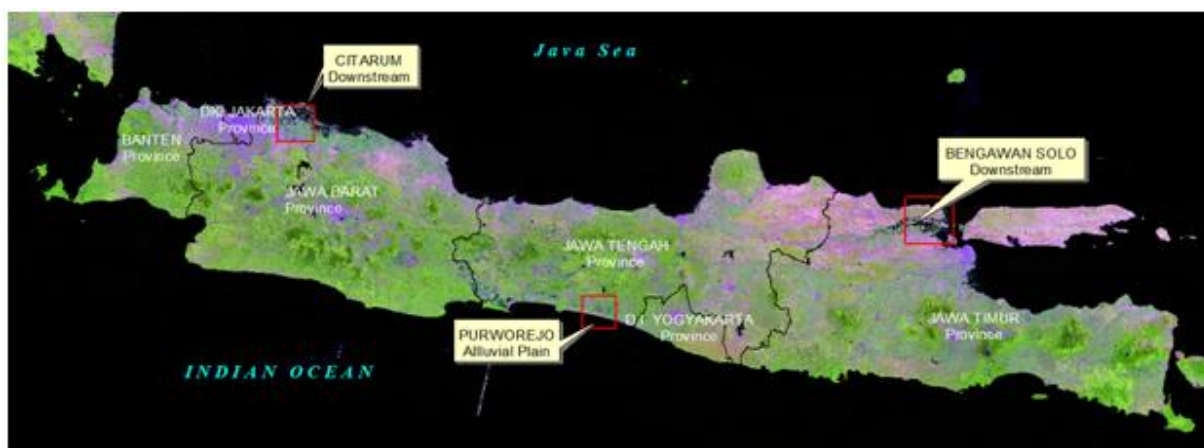 Java Sea
CITARUM
Downstream
DKI JAKARTA
Province
BANTEN
Province
JAWA BARAT
Province
BENGAWAN SOLO
Downstream
JAWA TENGAH
Province
PURWOREJO
Allluvial Plain
D.I. YOGYAKARTA
Province
JAWA TIMUR
Province
INDIAN OCEAN